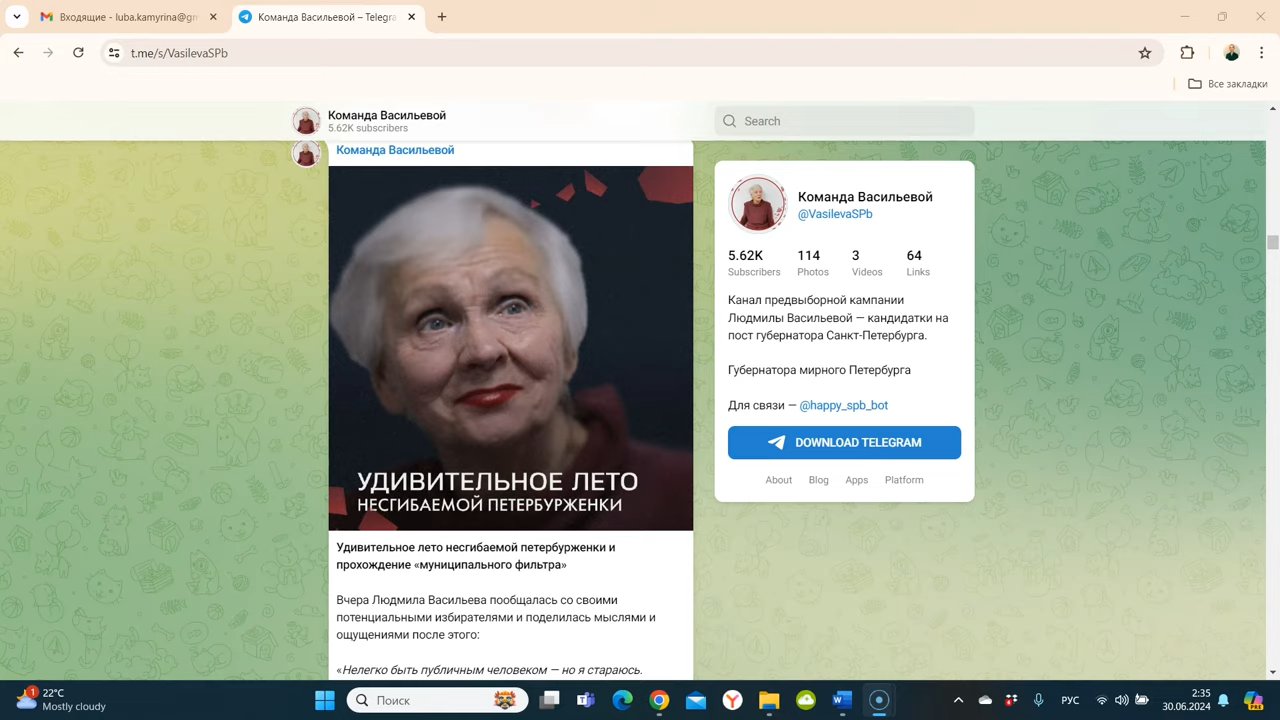 Входящие - luba.kamyrina@gm
Команда Васильевой – Telegra
t.me/s/VasilevaSPb
Все закладки
Команда Васильевой
5.62K subscribers
Search
Команда Васильевой
УДИВИТЕЛЬНОЕ ЛЕТО
НЕСГИБАЕМОЙ ПЕТЕРБУРЖЕНКИ
Удивительное лето несгибаемой петербурженки и
прохождение «муниципального фильтра»
Вчера Людмила Васильева пообщалась со своими
потенциальными избирателями и поделилась мыслями и
ощущениями после этого:
«Нелегко быть публичным человеком — но я стараюсь.
Команда Васильевой
@VasilevaSPb
5.62K 114 3 64
Subscribers Photos Videos Links
Канал предвыборной кампании
Людмилы Васильевой — кандидатки на
пост губернатора Санкт-Петербурга.
Губернатора мирного Петербурга
Для связи — @happy_spb_bot
DOWNLOAD TELEGRAM
About Blog Apps Platform
1
22°C
Mostly cloudy
Поиск
РУС
2:35
30.06.2024